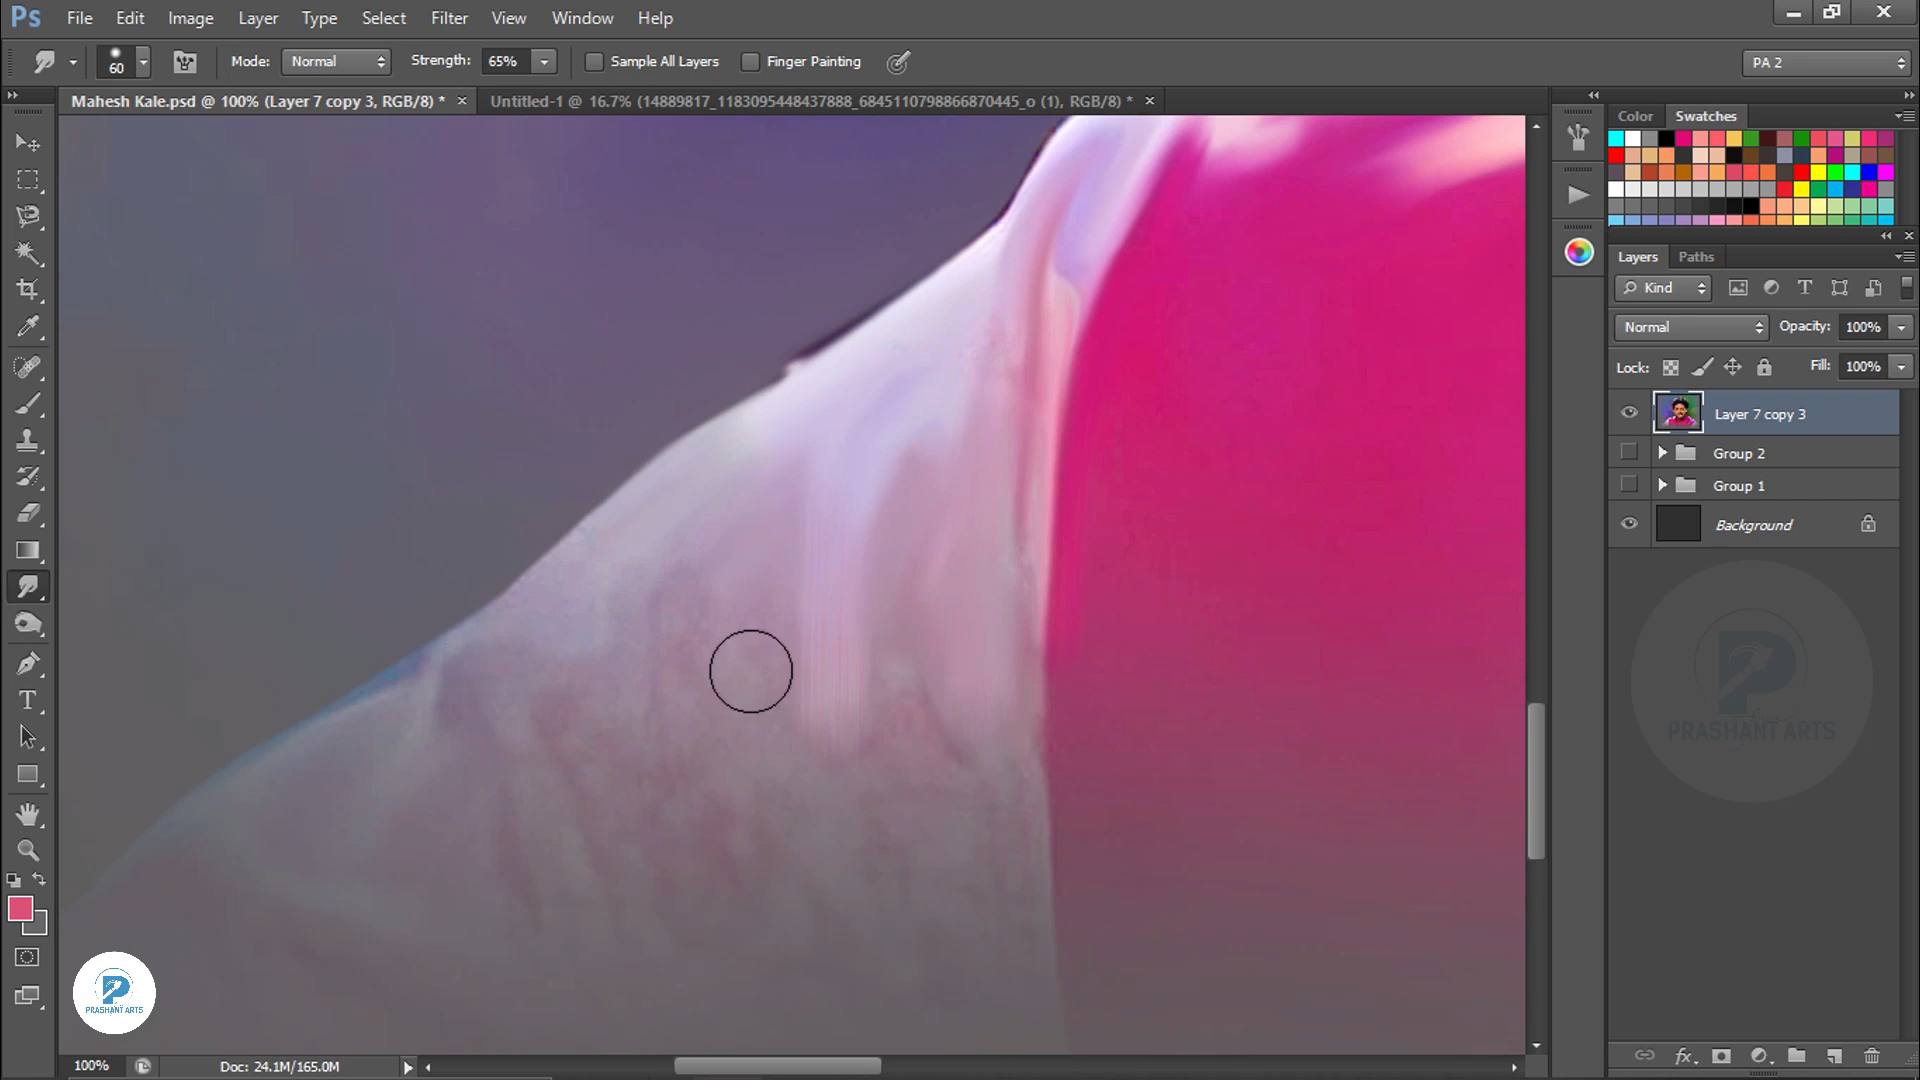 Ps File Edit Image Layer Type Select Filter View Window Help
60 Mode: Normal Strength: 65% Sample All Layers Finger Painting PA 2
Mahesh Kale.psd @ 100% (Layer 7 copy 3, RGB/8) * Untitled-1 @ 16.7% (14889817_1183095448437888_6845110798866870445_o (1), RGB/8) *
Color Swatches
Layers Paths
Kind
Normal Opacity: 100%
Lock: Fill: 100%
Layer 7 copy 3
Group 2
Group 1
Background
PRASHANT ARTS
PRASHANT ARTS
100% Doc: 24.1M/165.0M